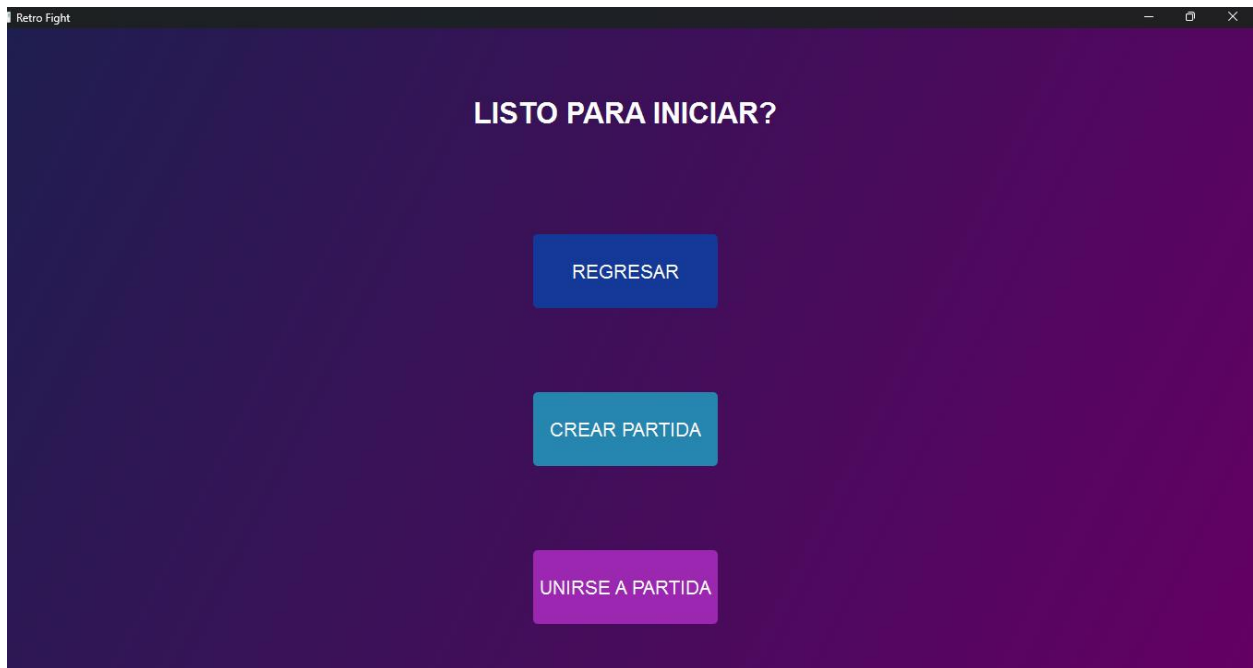 Retro Fight
LISTO PARA INICIAR?
REGRESAR
CREAR PARTIDA
UNIRSE A PARTIDA